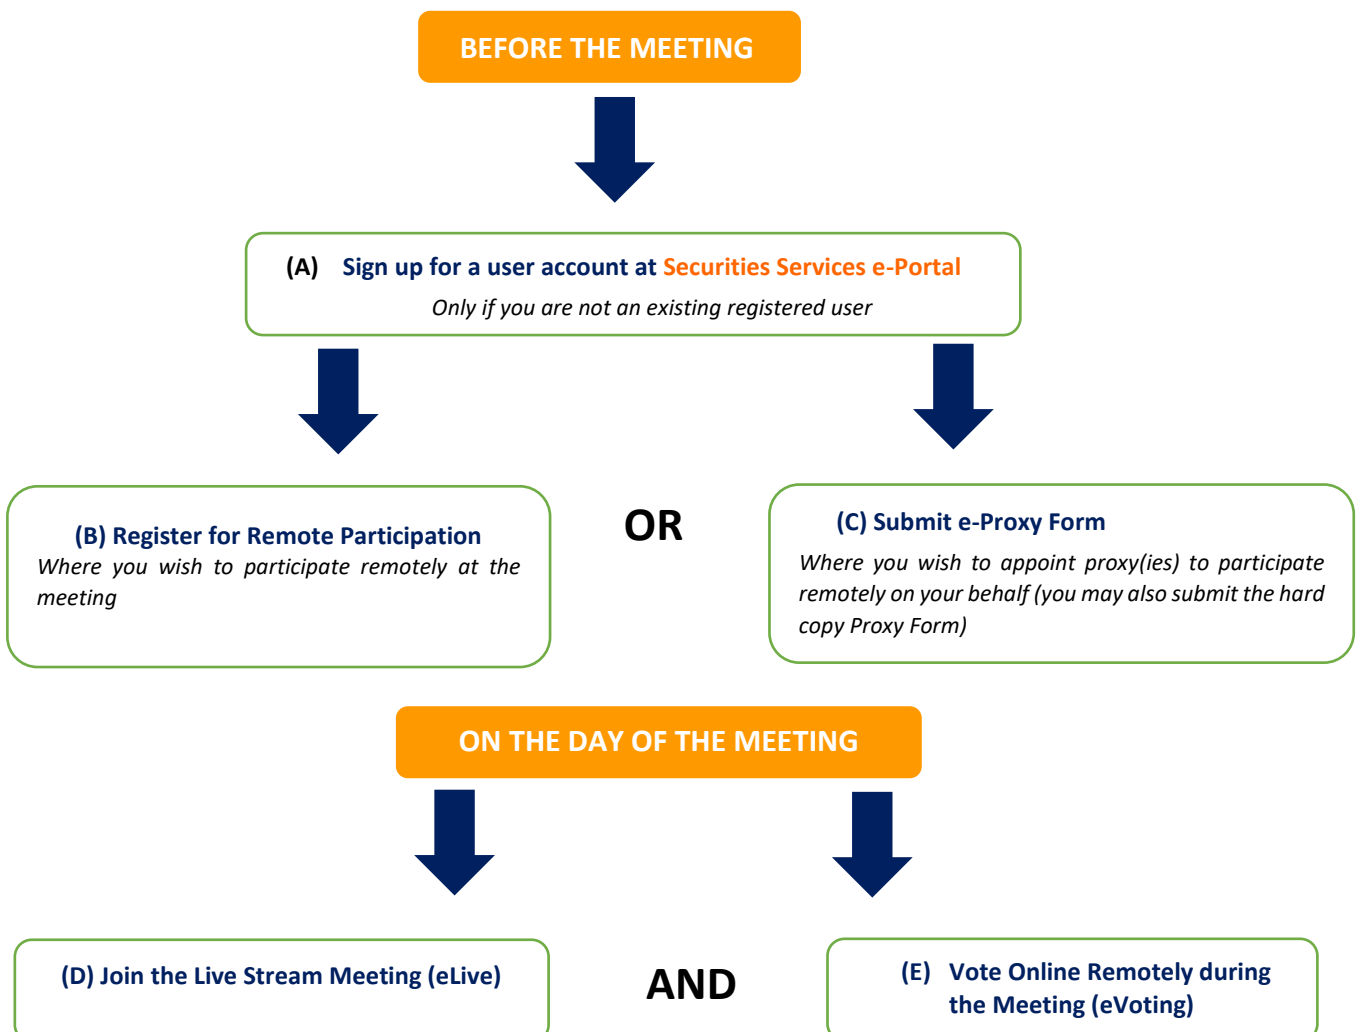 BEFORE THE MEETING
(A) Sign up for a user account at Securities Services e-Portal
Only if you are not an existing registered user
(B) Register for Remote Participation
Where you wish to participate remotely at the
meeting
OR
(C) Submit e-Proxy Form
Where you wish to appoint proxy(ies) to participate
remotely on your behalf (you may also submit the hard
copy Proxy Form)
ON THE DAY OF THE MEETING
(D) Join the Live Stream Meeting (eLive)
AND
(E) Vote Online Remotely during
the Meeting (eVoting)